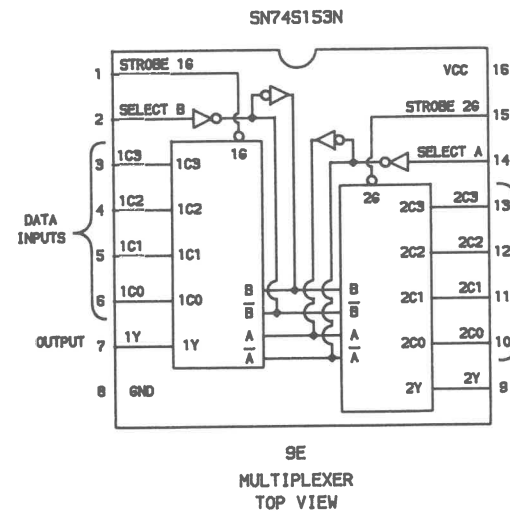 SN74S153N
1 STROBE 1G VCC 16
2 SELECT B STROBE 2G 15
1G SELECT A 14
3 1C3 1C3 2G 2C3 2C3 13
4 1C2 1C2 2C2 2C2 12
DATA INPUTS
5 1C1 1C1 B B 2C1 2C1 11
6 1C0 1C0 B B
OUTPUT 7 1Y 1Y A A 2C0 2C0 10
A A
8 GND 2Y 2Y 9
9E
MULTIPLEXER
TOP VIEW